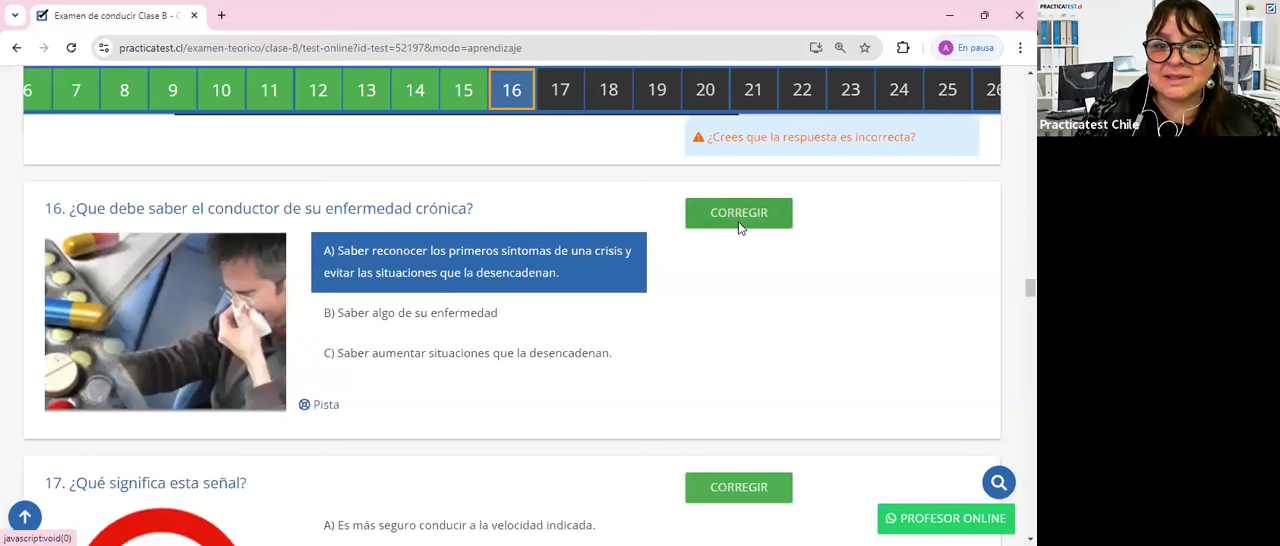 Examen de conducir Clase B - C
practicatest.cl/examen-teorico/clase-B/test-online?id-test=52197&modo=aprendizaje
A
En pausa
PRACTICATEST.cl
Practicatest Chile
6 7 8 9 10 11 12 13 14 15 16 17 18 19 20 21 22 23 24 25 26
¿Crees que la respuesta es incorrecta?
16. ¿Que debe saber el conductor de su enfermedad crónica?
CORREGIR
A) Saber reconocer los primeros sintomas de una crisis y
evitar las situaciones que la desencadenan.
B) Saber algo de su enfermedad
C) Saber aumentar situaciones que la desencadenan.
Pista
17. ¿Qué significa esta señal?
CORREGIR
A) Es más seguro conducir a la velocidad indicada.
PROFESOR ONLINE
javascript:void(0)